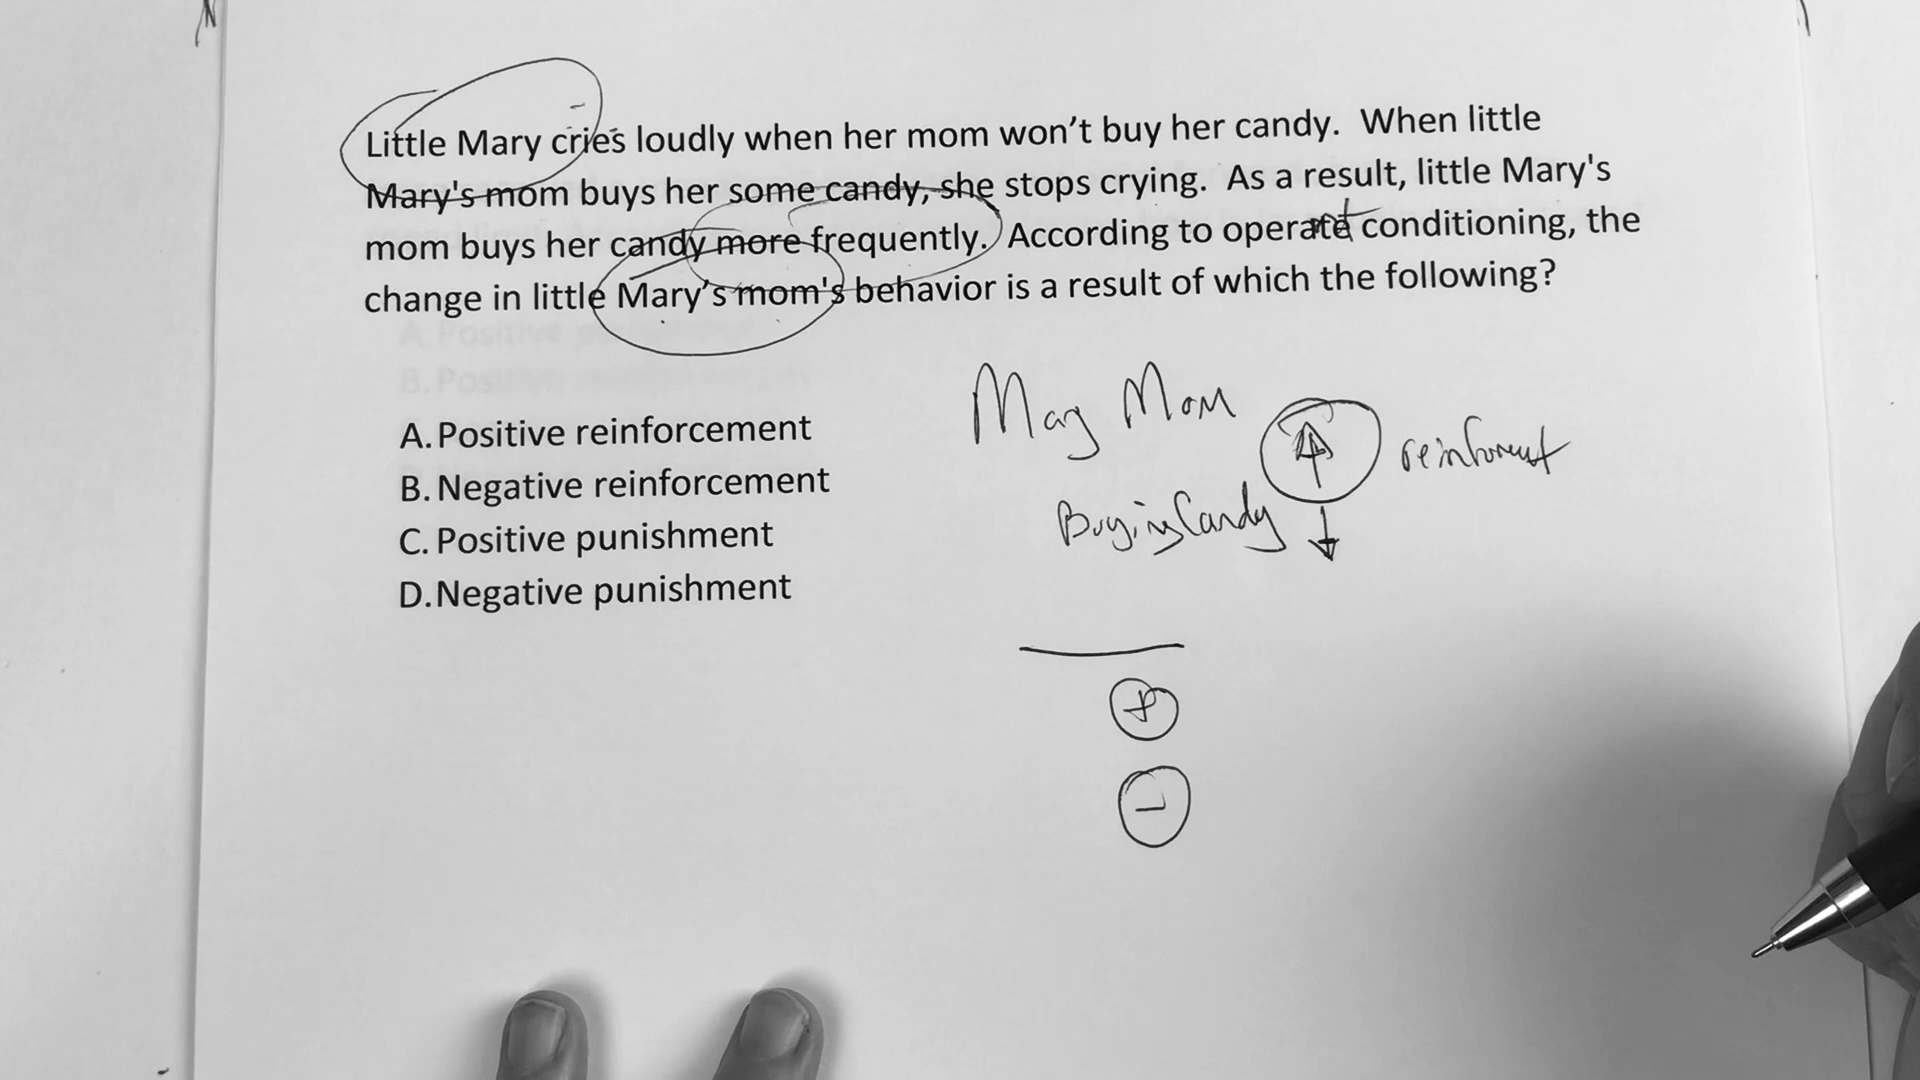 Little Mary cries loudly when her mom won't buy her candy. When little
Mary's mom buys her some candy, she stops crying. As a result, little Mary's
mom buys her candy more frequently. According to operant conditioning, the
change in little Mary's mom's behavior is a result of which the following?
A. Positive reinforcement
B. Negative reinforcement
C. Positive punishment
D. Negative punishment
Mary Mom
Buying Candy
reinforcement
+
-